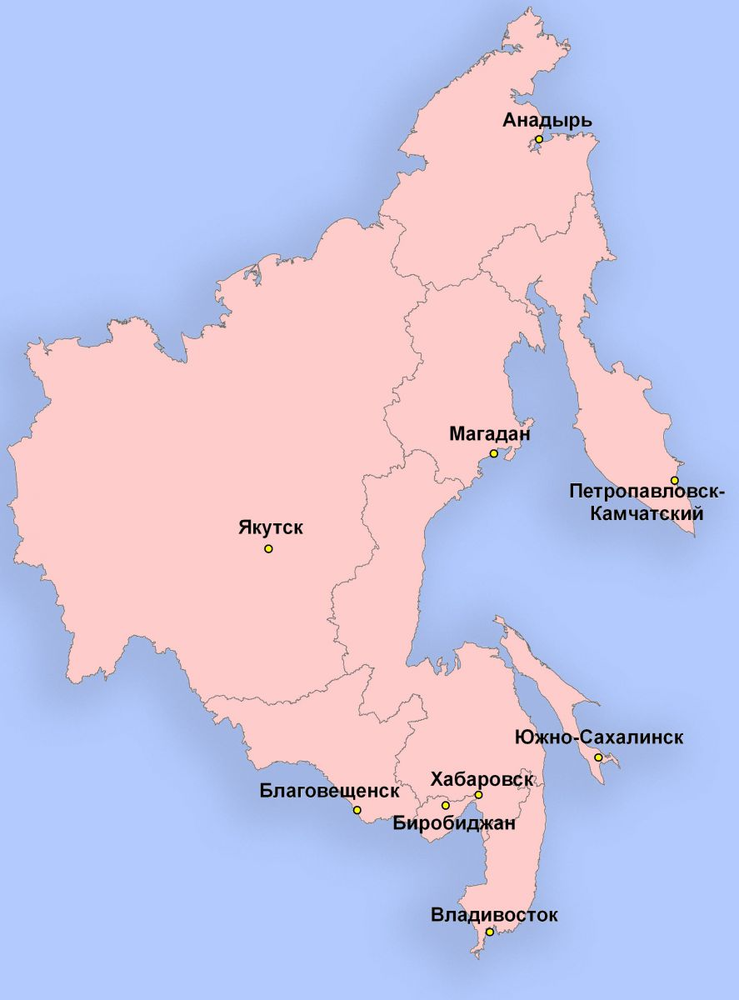 Анадырь
Магадан
Петропавловск-
Камчатский
Якутск
Южно-Сахалинск
Хабаровск
Благовещенск
Биробиджан
Владивосток